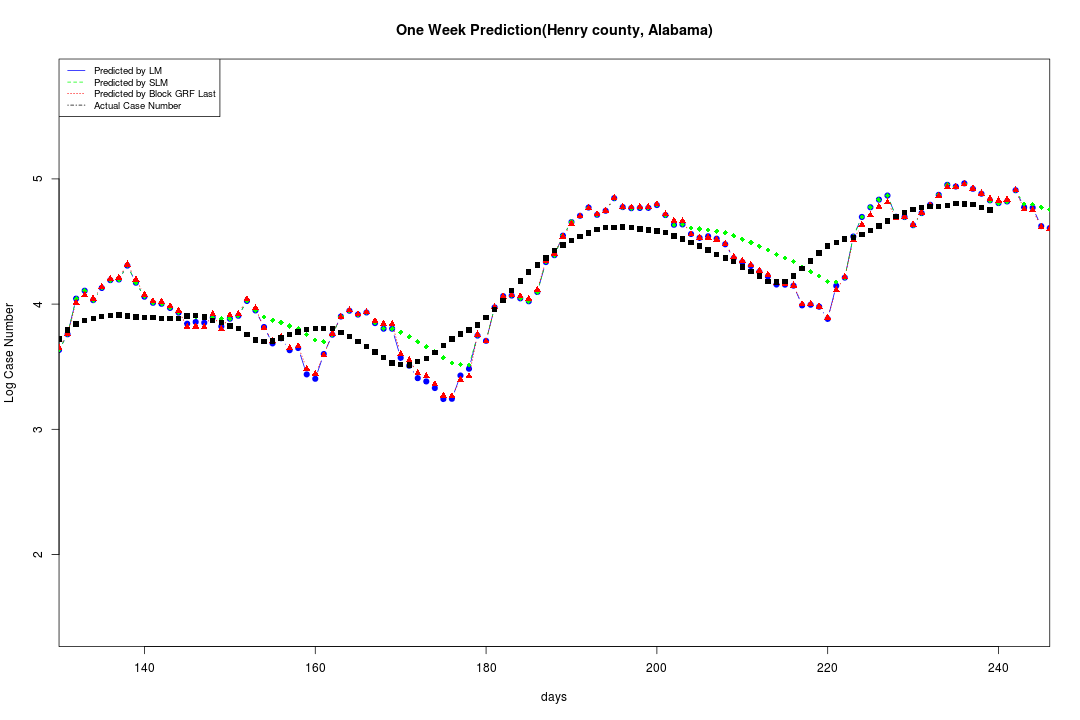 One Week Prediction(Henry county, Alabama)
Predicted by LM
Predicted by SLM
Predicted by Block GRF Last
Actual Case Number
5
4
3
2
Log Case Number
140 160 180 200 220 240
days